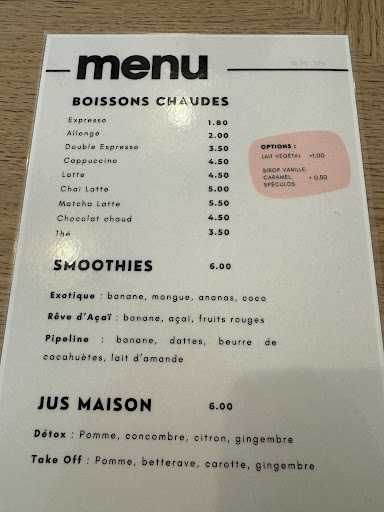 menu
BOISSONS CHAUDES
Expresso 1.80
Allongé 2.00
Double Espresso 3.50
Cappuccino 4.50
Latte 4.50
Chai Latte 5.00
Matcha Latte 5.50
Chocolat chaud 4.50
Thé 3.50
OPTIONS :
LAIT VÉGÉTAL +1.00
SIROP VANILLE,
CARAMEL, + 0.50
SPÉCULOS
SMOOTHIES 6.00
Exotique : banane, mangue, ananas, coco
Rêve d'Açaï : banane, açaï, fruits rouges
Pipeline : banane, dattes, beurre de
cacahuètes, lait d'amande
JUS MAISON 6.00
Détox : Pomme, concombre, citron, gingembre
Take Off : Pomme, betterave, carotte, gingembre